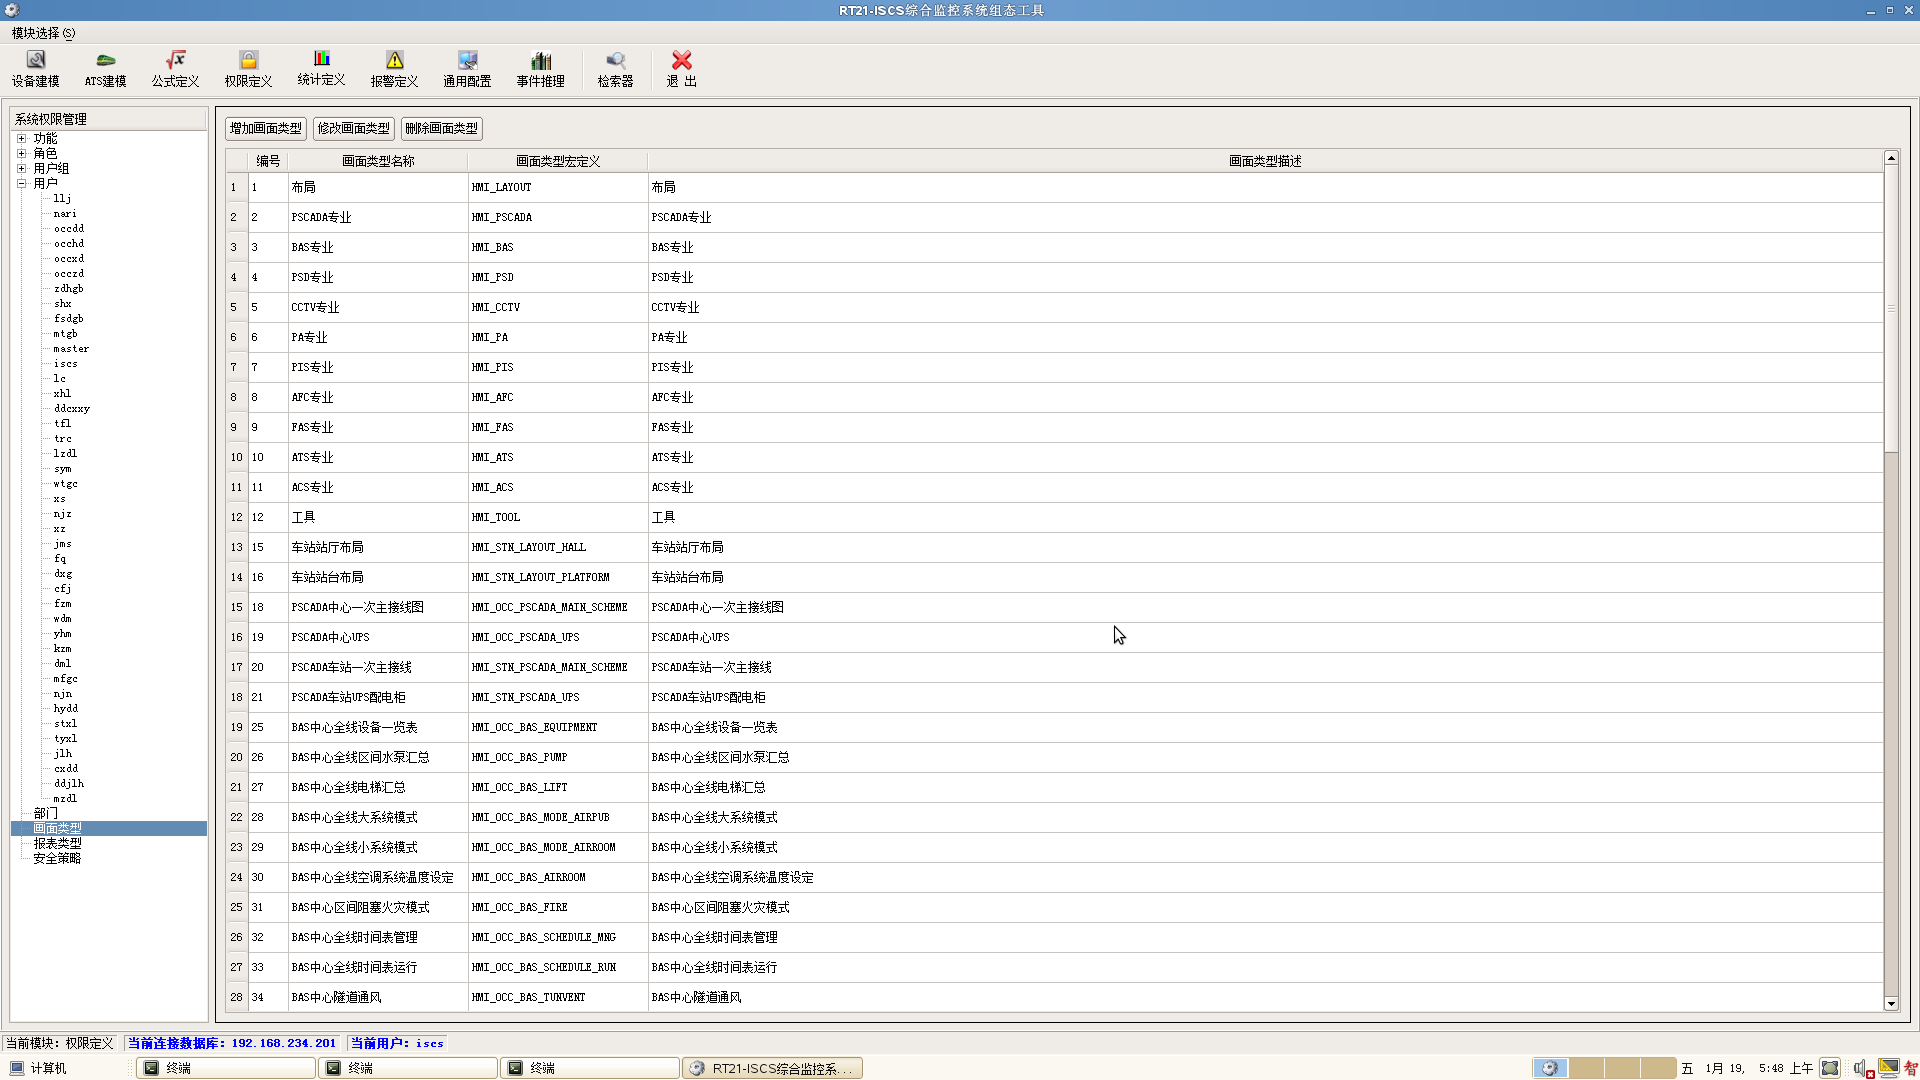 RT21-ISCS综合监控系统组态工具
模块选择 (S)
设备建模 ATS建模 公式定义 权限定义 统计定义 报警定义 通用配置 事件推理 检索器 退 出
系统权限管理
功能
角色
用户组
用户
llj
nari
occdd
occhd
occxd
occzd
zdhgb
shx
fsdgb
mtgb
master
iscs
lc
xhl
ddcxxy
tfl
trc
lzdl
sym
wtgc
xs
njz
xz
jms
fq
dxg
cfj
fzm
wdm
yhm
kzm
dml
mfgc
njn
hydd
stxl
tyxl
jlh
cxdd
ddjlh
mzdl
部门
画面类型
报表类型
安全策略
增加画面类型 修改画面类型 删除画面类型
编号 画面类型名称 画面类型宏定义 画面类型描述
1 1 布局 HMI_LAYOUT 布局
2 2 PSCADA专业 HMI_PSCADA PSCADA专业
3 3 BAS专业 HMI_BAS BAS专业
4 4 PSD专业 HMI_PSD PSD专业
5 5 CCTV专业 HMI_CCTV CCTV专业
6 6 PA专业 HMI_PA PA专业
7 7 PIS专业 HMI_PIS PIS专业
8 8 AFC专业 HMI_AFC AFC专业
9 9 FAS专业 HMI_FAS FAS专业
10 10 ATS专业 HMI_ATS ATS专业
11 11 ACS专业 HMI_ACS ACS专业
12 12 工具 HMI_TOOL 工具
13 15 车站站厅布局 HMI_STN_LAYOUT_HALL 车站站厅布局
14 16 车站站台布局 HMI_STN_LAYOUT_PLATFORM 车站站台布局
15 18 PSCADA中心一次主接线图 HMI_OCC_PSCADA_MAIN_SCHEME PSCADA中心一次主接线图
16 19 PSCADA中心UPS HMI_OCC_PSCADA_UPS PSCADA中心UPS
17 20 PSCADA车站一次主接线 HMI_STN_PSCADA_MAIN_SCHEME PSCADA车站一次主接线
18 21 PSCADA车站UPS配电柜 HMI_STN_PSCADA_UPS PSCADA车站UPS配电柜
19 25 BAS中心全线设备一览表 HMI_OCC_BAS_EQUIPMENT BAS中心全线设备一览表
20 26 BAS中心全线区间水泵汇总 HMI_OCC_BAS_PUMP BAS中心全线区间水泵汇总
21 27 BAS中心全线电梯汇总 HMI_OCC_BAS_LIFT BAS中心全线电梯汇总
22 28 BAS中心全线大系统模式 HMI_OCC_BAS_MODE_AIRPUB BAS中心全线大系统模式
23 29 BAS中心全线小系统模式 HMI_OCC_BAS_MODE_AIRROOM BAS中心全线小系统模式
24 30 BAS中心全线空调系统温度设定 HMI_OCC_BAS_AIRROOM BAS中心全线空调系统温度设定
25 31 BAS中心区间阻塞火灾模式 HMI_OCC_BAS_FIRE BAS中心区间阻塞火灾模式
26 32 BAS中心全线时间表管理 HMI_OCC_BAS_SCHEDULE_MNG BAS中心全线时间表管理
27 33 BAS中心全线时间表运行 HMI_OCC_BAS_SCHEDULE_RUN BAS中心全线时间表运行
28 34 BAS中心隧道通风 HMI_OCC_BAS_TUNVENT BAS中心隧道通风
当前模块: 权限定义 当前连接数据库: 192.168.234.201 当前用户: iscs
计算机 终端 终端 终端 RT21-ISCS综合监控系... 五 1月 19, 5:48 上午 智